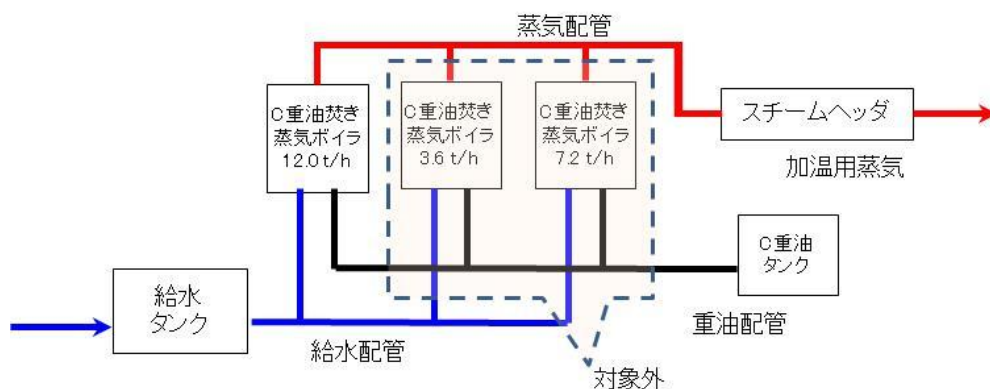 蒸気配管
C重油焚き
蒸気ボイラ
12.0t/h
C重油焚き
蒸気ボイラ
3.6 t/h
C重油焚き
蒸気ボイラ
7.2 t/h
スチームヘッダ
加温用蒸気
C重油
タンク
給水
タンク
重油配管
給水配管
対象外